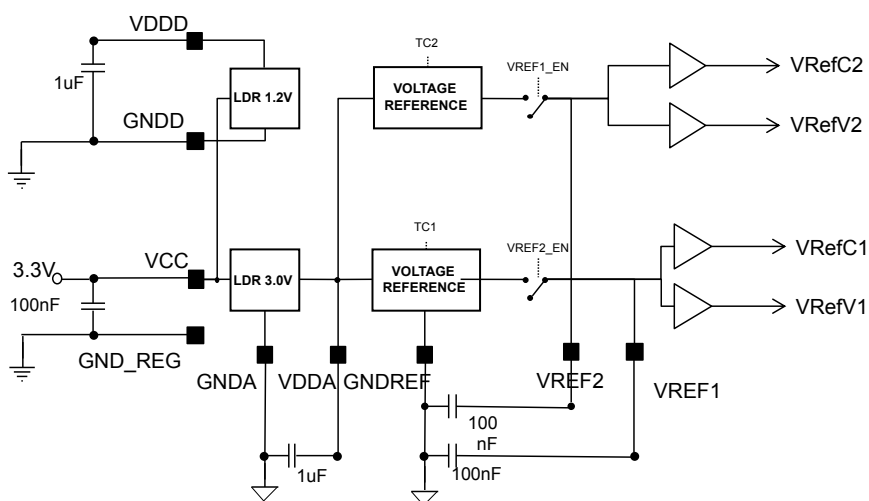 VDDD
TC2
VREF1_EN
VRefC2
1uF
LDR 1.2V
VOLTAGE
REFERENCE
GNDD
VRefV2
TC1
VREF2_EN
VRefC1
3.3V
VCC
LDR 3.0V
VOLTAGE
REFERENCE
100nF
VRefV1
GND_REG
GNDA
VDDA
GNDREF
VREF2
VREF1
100
nF
1uF
100nF